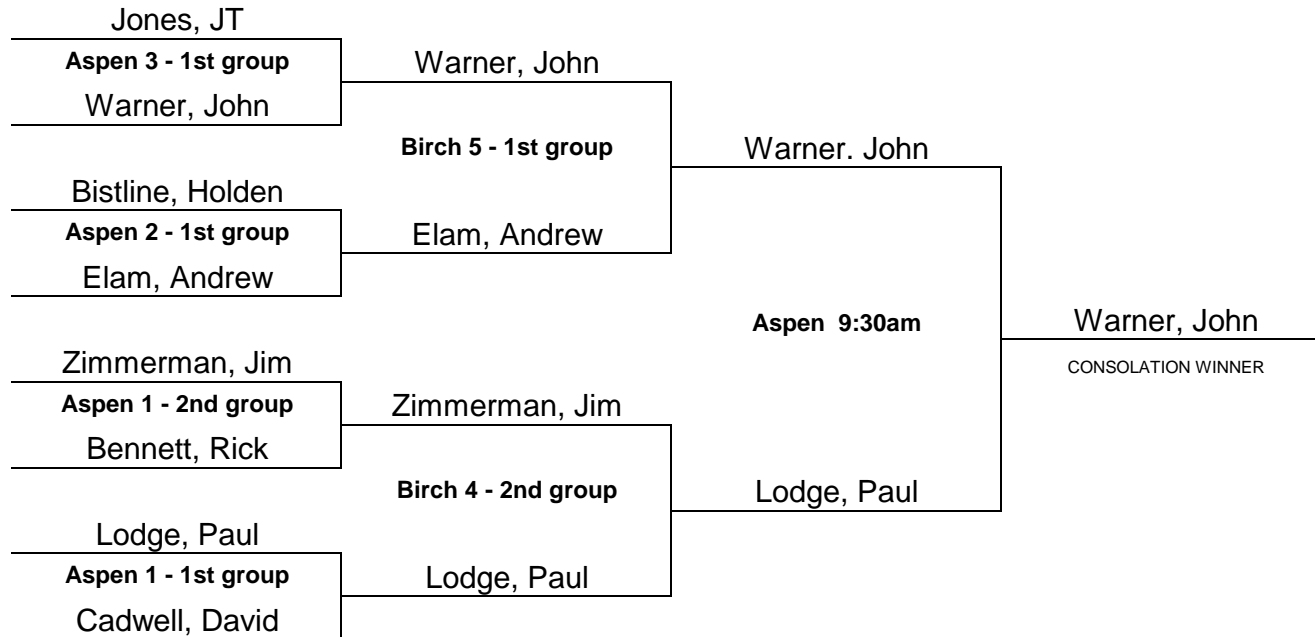 Jones, JT
Aspen 3 - 1st group
Warner, John
Warner, John
Birch 5 - 1st group
Warner. John
Bistline, Holden
Aspen 2 - 1st group
Elam, Andrew
Elam, Andrew
Aspen 9:30am
Warner, John
CONSOLATION WINNER
Zimmerman, Jim
Aspen 1 - 2nd group
Zimmerman, Jim
Bennett, Rick
Birch 4 - 2nd group
Lodge, Paul
Lodge, Paul
Aspen 1 - 1st group
Lodge, Paul
Cadwell, David